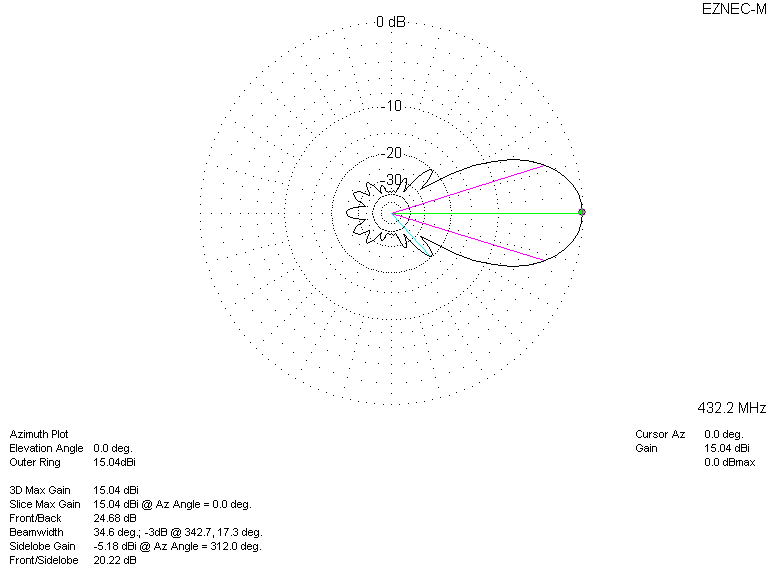 EZNEC-M
0 dB
-10
-20
-30
432.2 MHz
Azimuth Plot
Elevation Angle 0.0 deg.
Outer Ring 15.04dBi
Cursor Az 0.0 deg.
Gain 15.04 dBi
0.0 dBmax
3D Max Gain 15.04 dBi
Slice Max Gain 15.04 dBi @ Az Angle = 0.0 deg.
Front/Back 24.68 dB
Beamwidth 34.6 deg.; -3dB @ 342.7, 17.3 deg.
Sidelobe Gain -5.18 dBi @ Az Angle = 312.0 deg.
Front/Sidelobe 20.22 dB